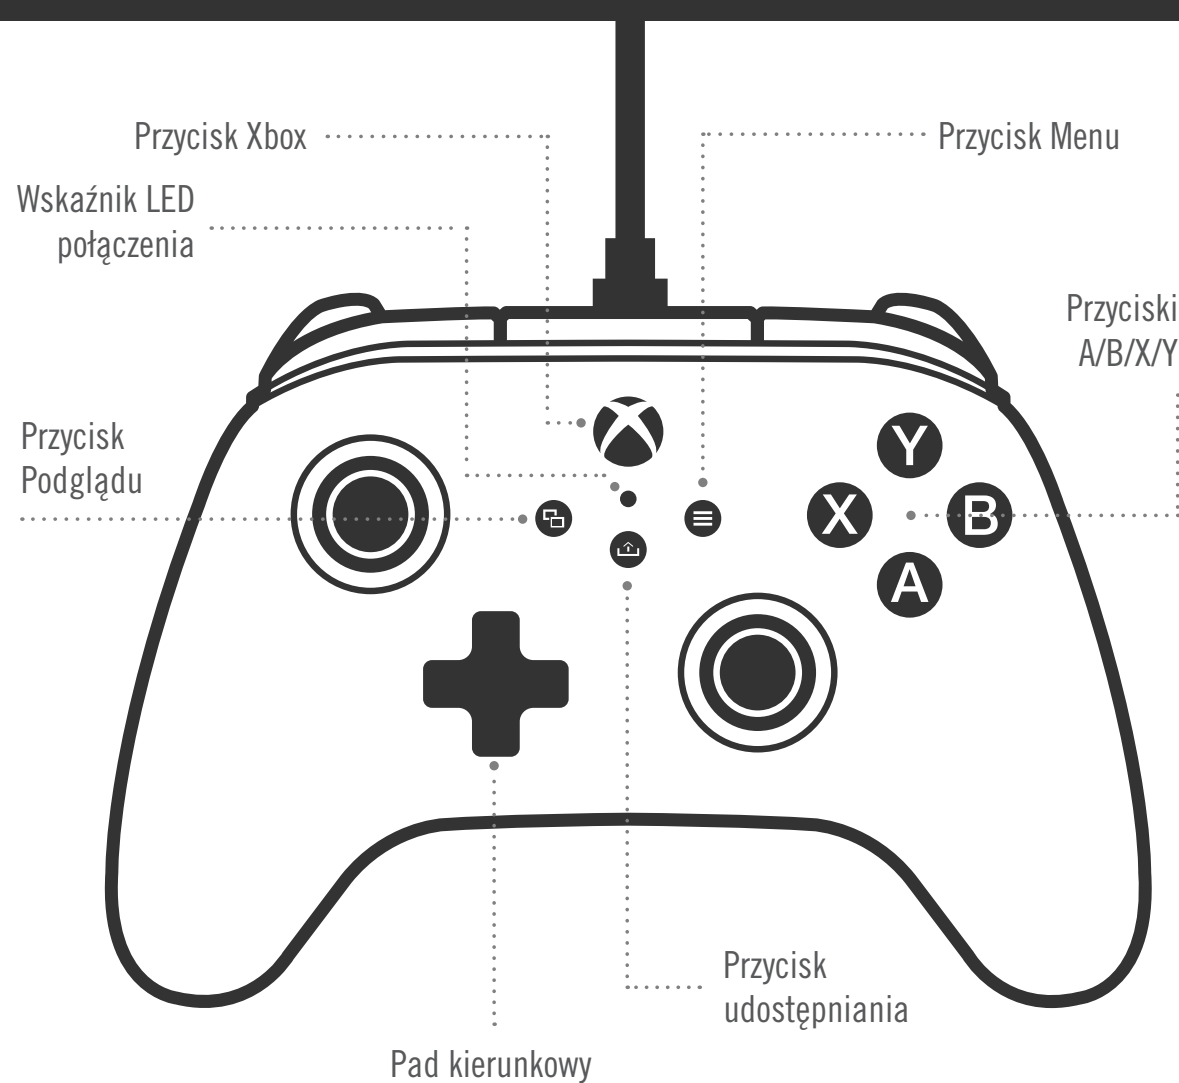 Przycisk Xbox
Przycisk Menu
Wskaźnik LED
połączenia
Przyciski
A/B/X/Y
Przycisk
Podglądu
Y
X
B
A
Przycisk
udostępniania
Pad kierunkowy